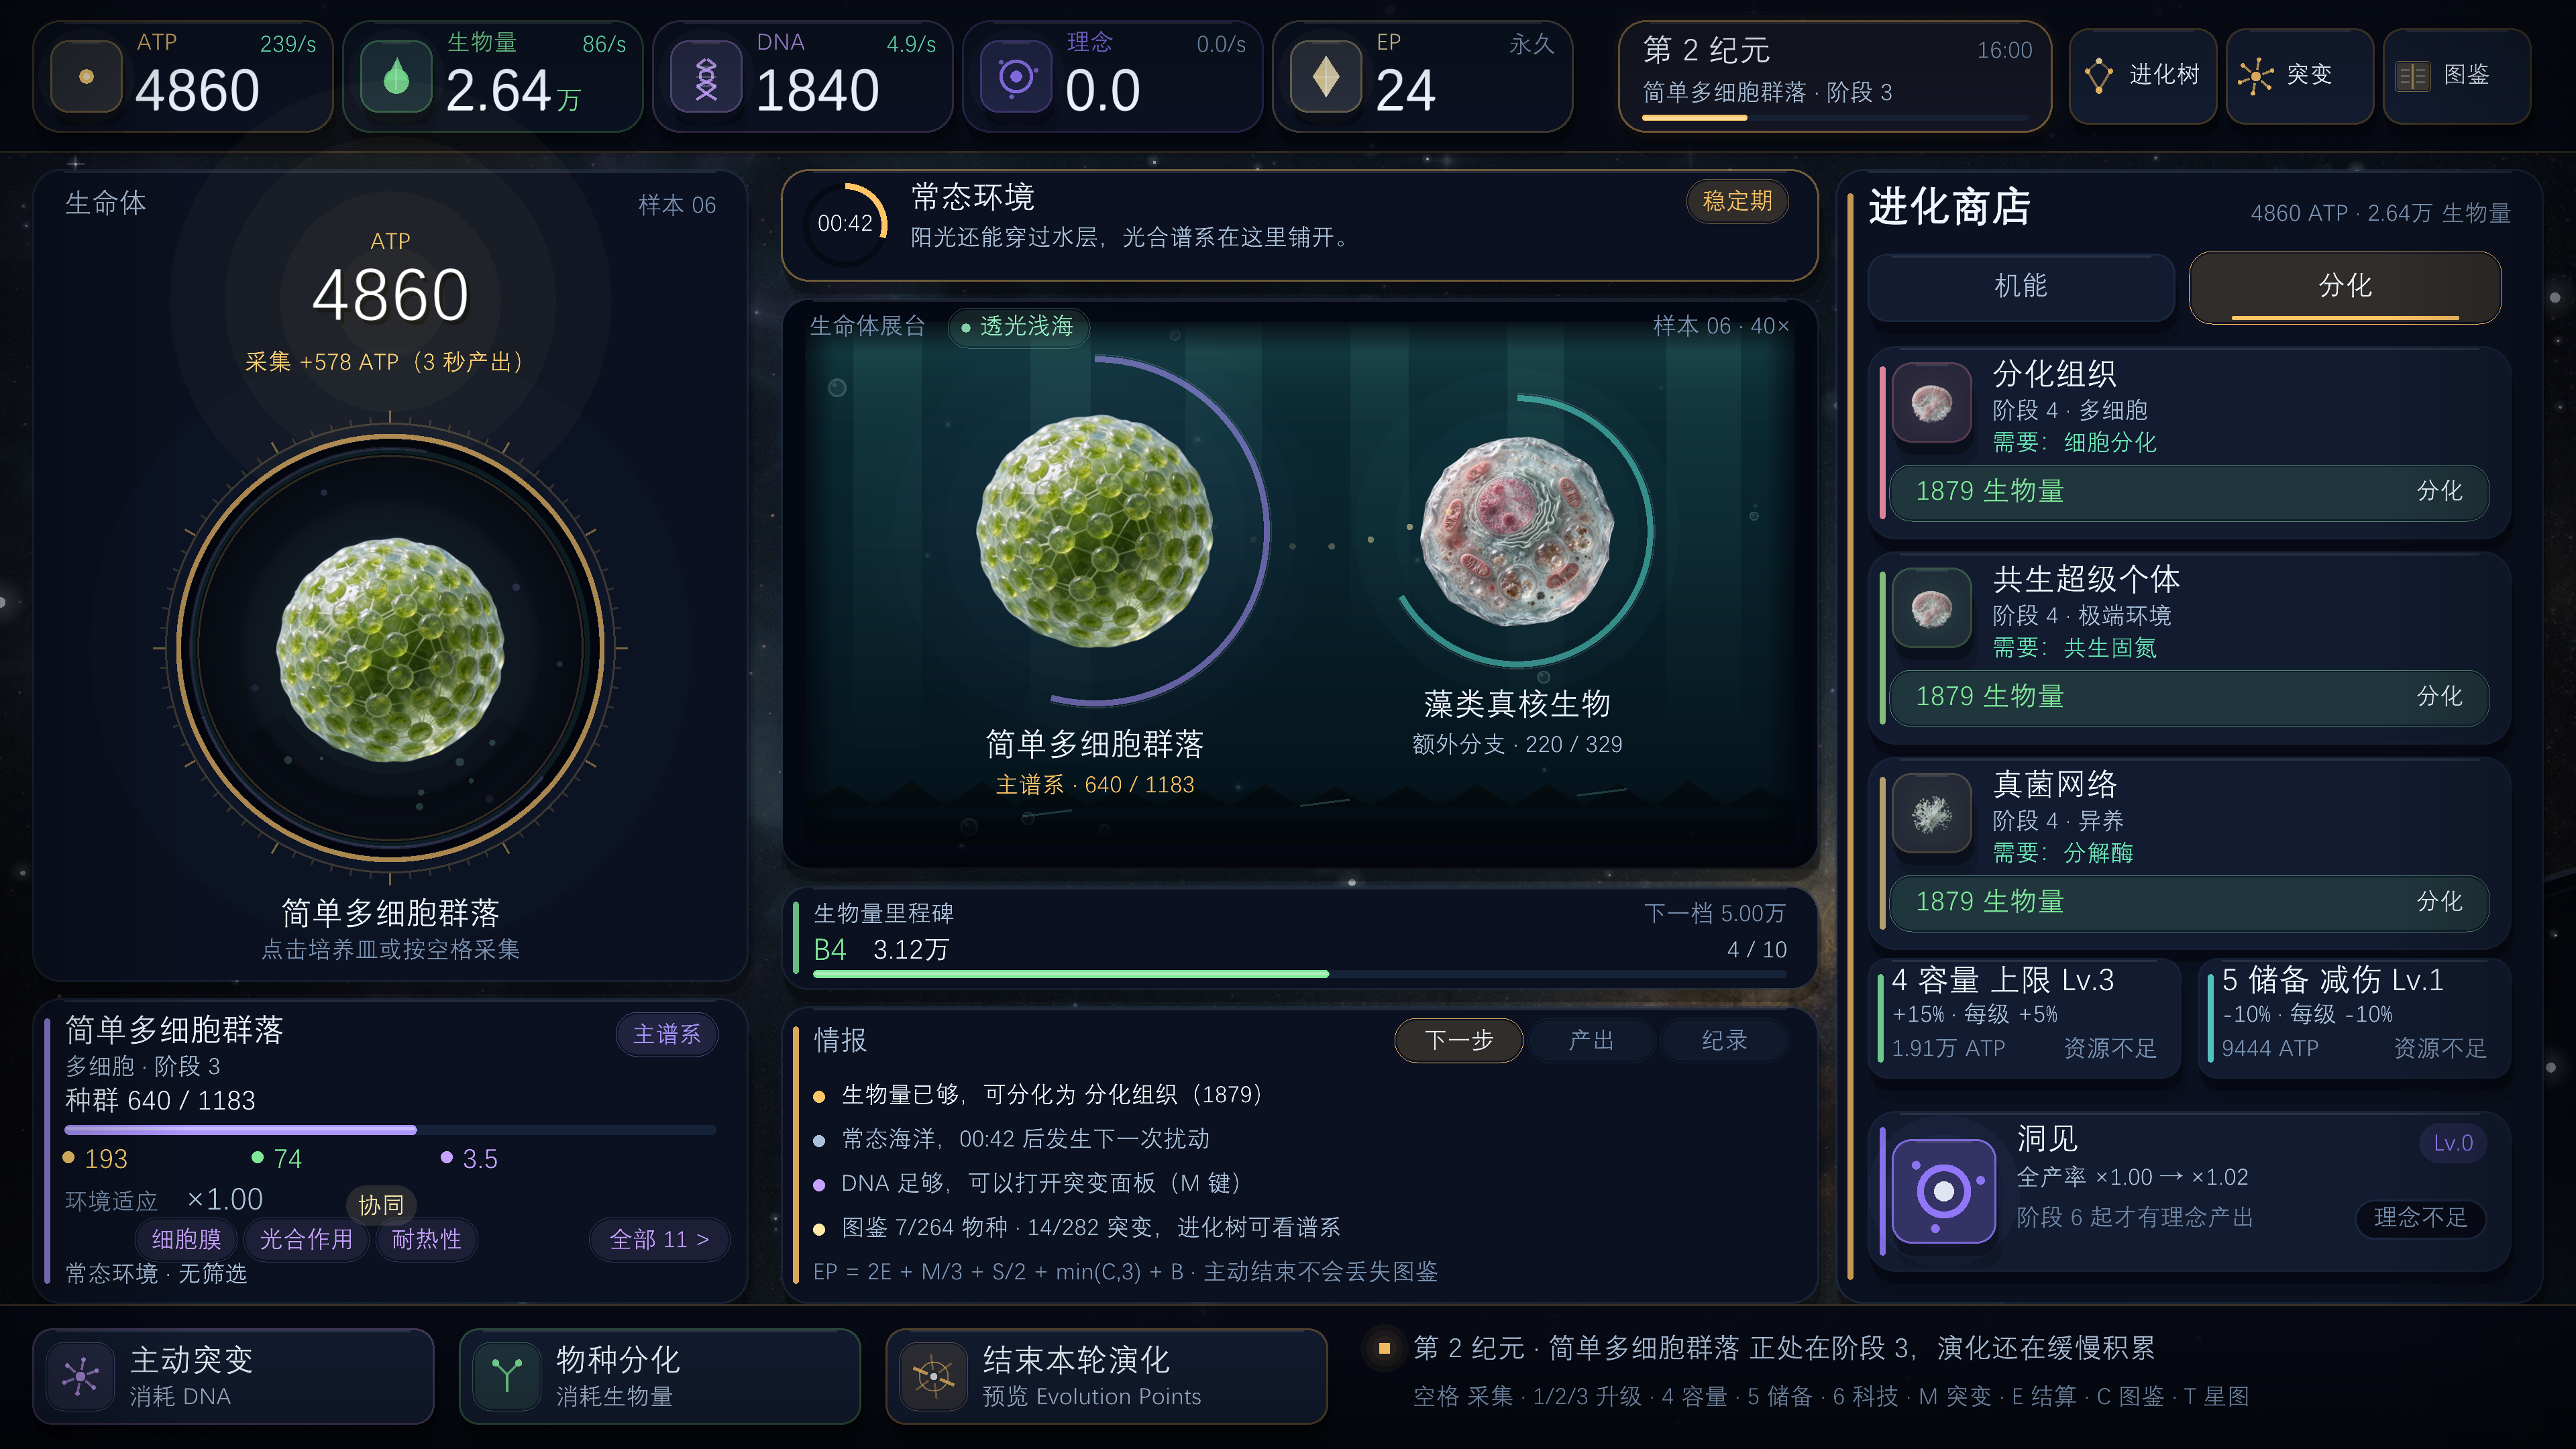 ATP 239/s
4860
生物量 86/s
2.64万
DNA 4.9/s
1840
理念 0.0/s
0.0
EP 永久
24
第 2 纪元 16:00
简单多细胞群落 · 阶段 3
进化树
突变
图鉴
生命体 样本 06
ATP
4860
采集 +578 ATP（3 秒产出）
简单多细胞群落
点击培养皿或按空格采集
简单多细胞群落 主谱系
多细胞 · 阶段 3
种群 640 / 1183
193 74 3.5
环境适应 ×1.00 协同
细胞膜 光合作用 耐热性 全部 11 >
常态环境 · 无筛选
00:42
常态环境 稳定期
阳光还能穿过水层，光合谱系在这里铺开。
生命体展台 透光浅海 样本 06 · 40×
简单多细胞群落
主谱系 · 640 / 1183
藻类真核生物
额外分支 · 220 / 329
生物量里程碑 下一档 5.00万
B4 3.12万 4 / 10
情报 下一步 产出 纪录
生物量已够，可分化为 分化组织（1879）
常态海洋，00:42 后发生下一次扰动
DNA 足够，可以打开突变面板（M 键）
图鉴 7/264 物种 · 14/282 突变，进化树可看谱系
EP = 2E + M/3 + S/2 + min(C,3) + B · 主动结束不会丢失图鉴
进化商店 4860 ATP · 2.64万 生物量
机能 分化
分化组织
阶段 4 · 多细胞
需要：细胞分化
1879 生物量 分化
共生超级个体
阶段 4 · 极端环境
需要：共生固氮
1879 生物量 分化
真菌网络
阶段 4 · 异养
需要：分解酶
1879 生物量 分化
4 容量 上限 Lv.3
+15% · 每级 +5%
1.91万 ATP 资源不足
5 储备 减伤 Lv.1
-10% · 每级 -10%
9444 ATP 资源不足
洞见 Lv.0
全产率 ×1.00 → ×1.02
阶段 6 起才有理念产出 理念不足
主动突变
消耗 DNA
物种分化
消耗生物量
结束本轮演化
预览 Evolution Points
第 2 纪元 · 简单多细胞群落 正处在阶段 3，演化还在缓慢积累
空格 采集 · 1/2/3 升级 · 4 容量 · 5 储备 · 6 科技 · M 突变 · E 结算 · C 图鉴 · T 星图